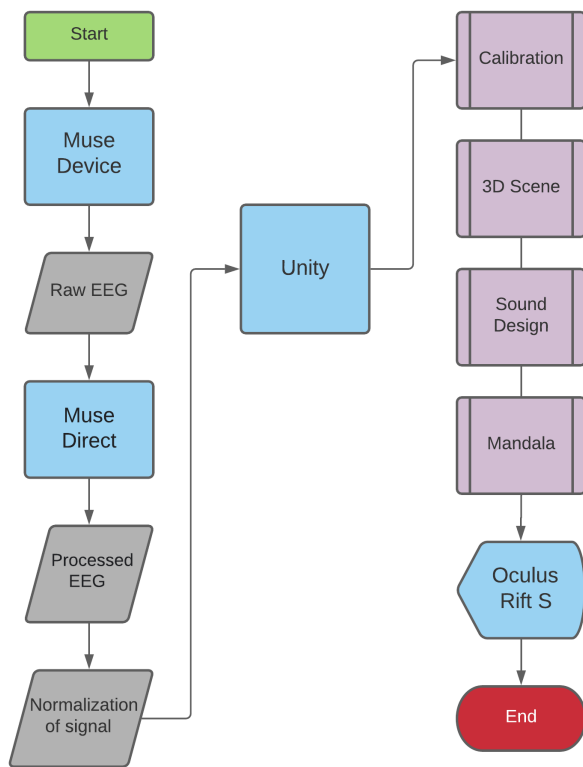 Start
Muse
Device
Raw EEG
Muse
Direct
Processed
EEG
Normalization
of signal
Unity
Calibration
3D Scene
Sound
Design
Mandala
Oculus
Rift S
End